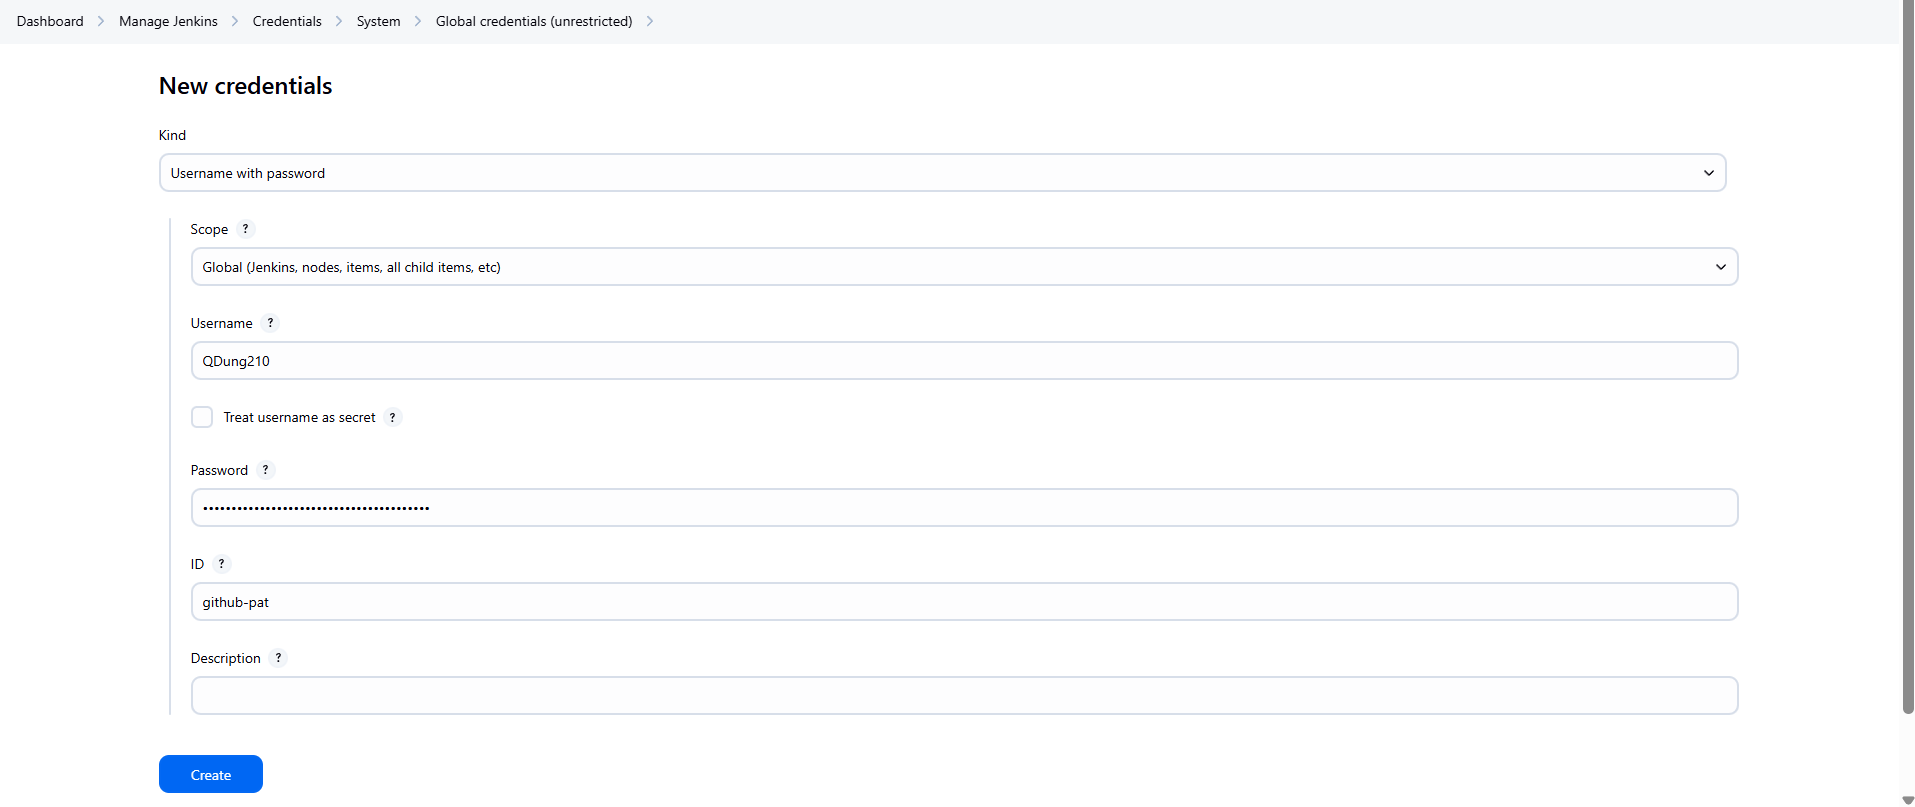 Dashboard > Manage Jenkins > Credentials > System > Global credentials (unrestricted) >
New credentials
Kind
Username with password
Scope ?
Global (Jenkins, nodes, items, all child items, etc)
Username ?
QDung210
Treat username as secret ?
Password ?
••••••••••••••••••••••••••••••••••••••••
ID ?
github-pat
Description ?
Create